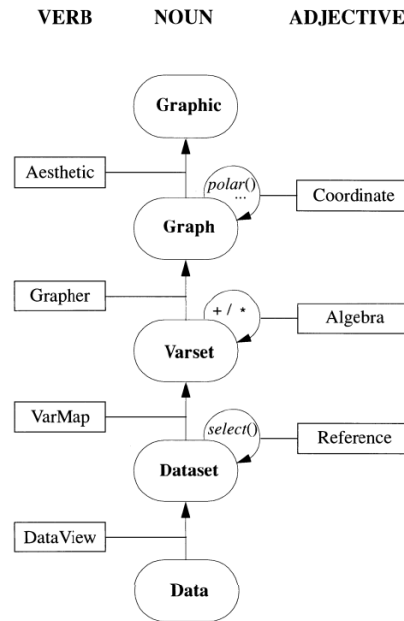 VERB NOUN ADJECTIVE
Graphic
Aesthetic
polar()
...
Coordinate
Graph
Grapher
+ / *
Algebra
Varset
VarMap
select()
Reference
Dataset
DataView
Data